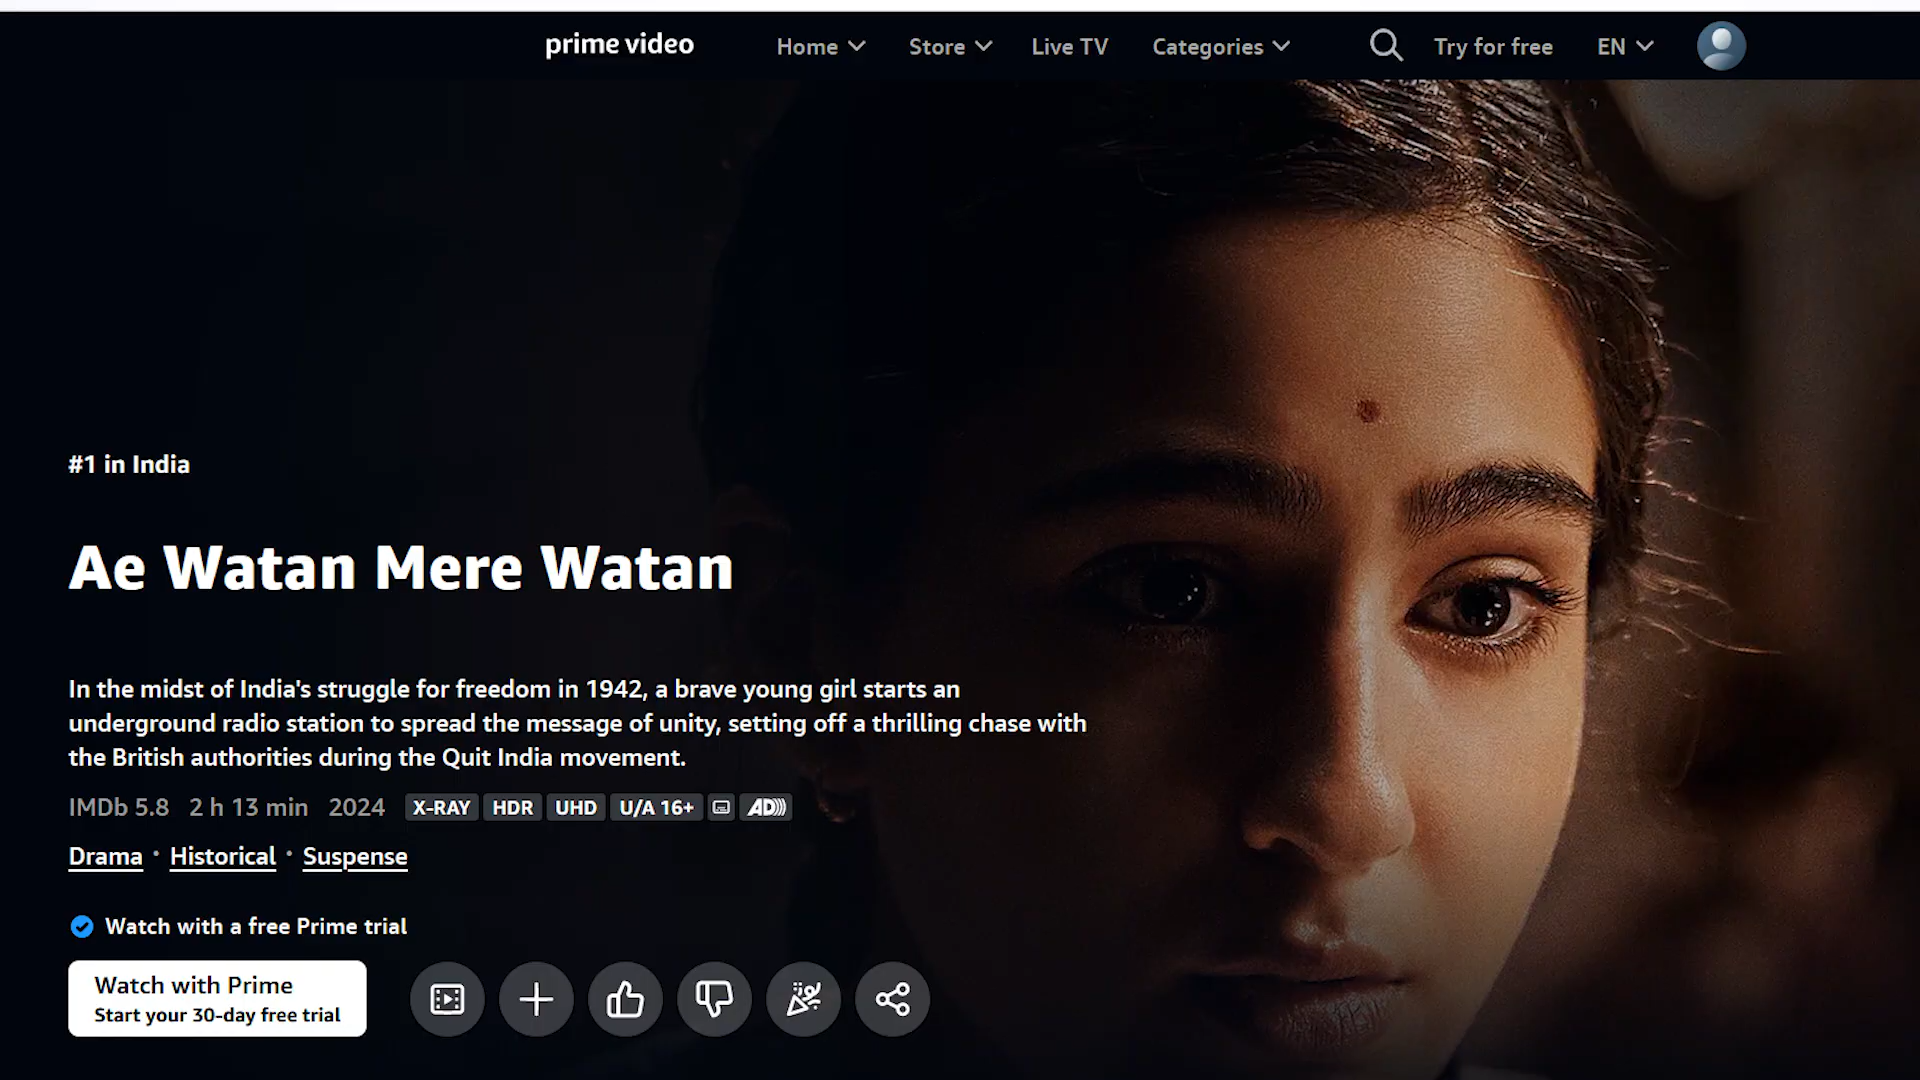 prime video
Home
Store
Live TV
Categories
Try for free
EN
#1 in India
Ae Watan Mere Watan
In the midst of India's struggle for freedom in 1942, a brave young girl starts an
underground radio station to spread the message of unity, setting off a thrilling chase with
the British authorities during the Quit India movement.
IMDb 5.8 2 h 13 min 2024 X-RAY HDR UHD U/A 16+ AD)))
Drama · Historical · Suspense
Watch with a free Prime trial
Watch with Prime
Start your 30-day free trial